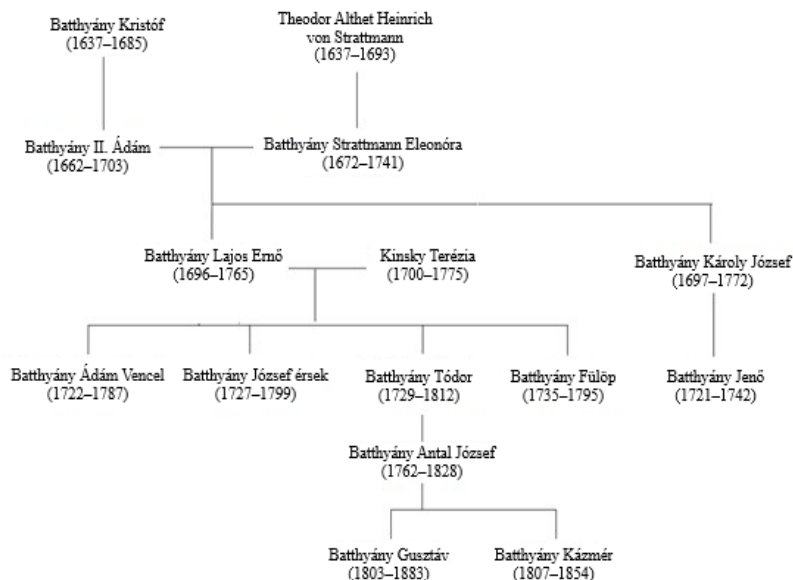 Batthyány Kristóf
(1637–1685)
Theodor Althet Heinrich
von Strattmann
(1637–1693)
Batthyány II. Ádám
(1662–1703)
Batthyány Strattmann Eleonóra
(1672–1741)
Batthyány Lajos Ernő
(1696–1765)
Kinsky Terézia
(1700–1775)
Batthyány Károly József
(1697–1772)
Batthyány Ádám Vencel
(1722–1787)
Batthyány József érsek
(1727–1799)
Batthyány Tódor
(1729–1812)
Batthyány Fülöp
(1735–1795)
Batthyány Jenő
(1721–1742)
Batthyány Antal József
(1762–1828)
Batthyány Gusztáv
(1803–1883)
Batthyány Kázmér
(1807–1854)